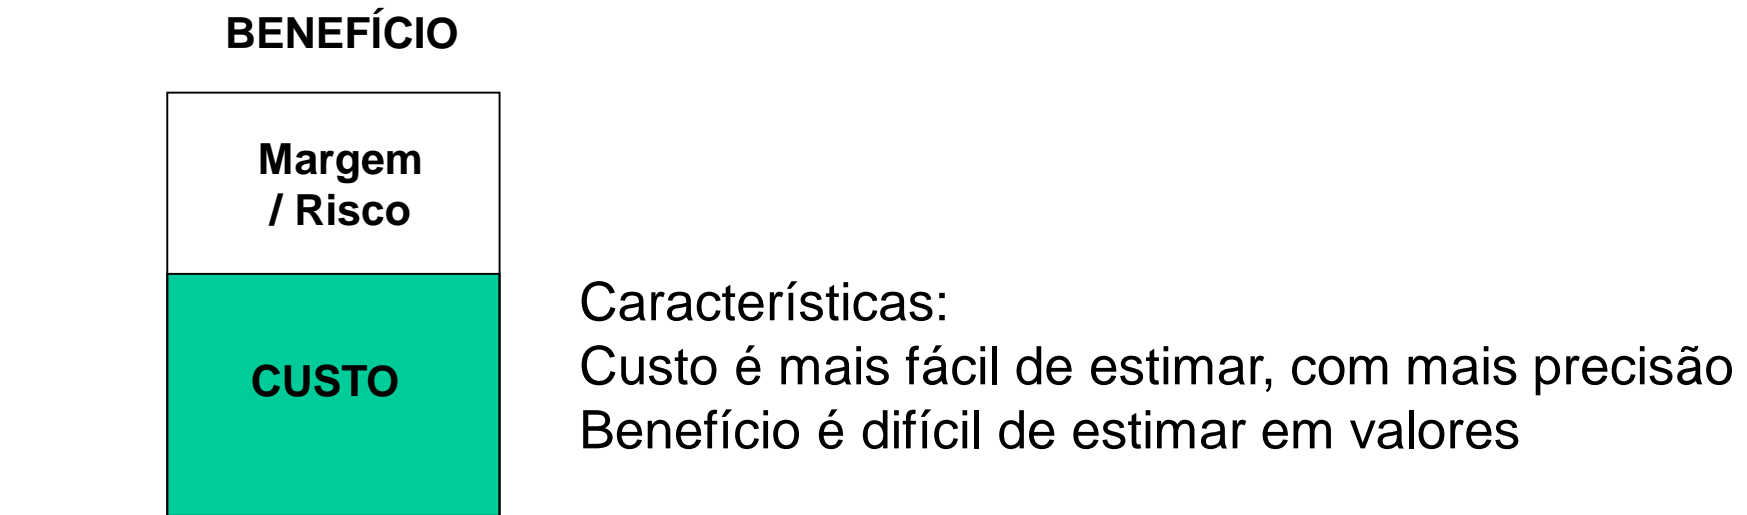 BENEFÍCIO
Margem
/ Risco
CUSTO
Características:
Custo é mais fácil de estimar, com mais precisão
Benefício é difícil de estimar em valores